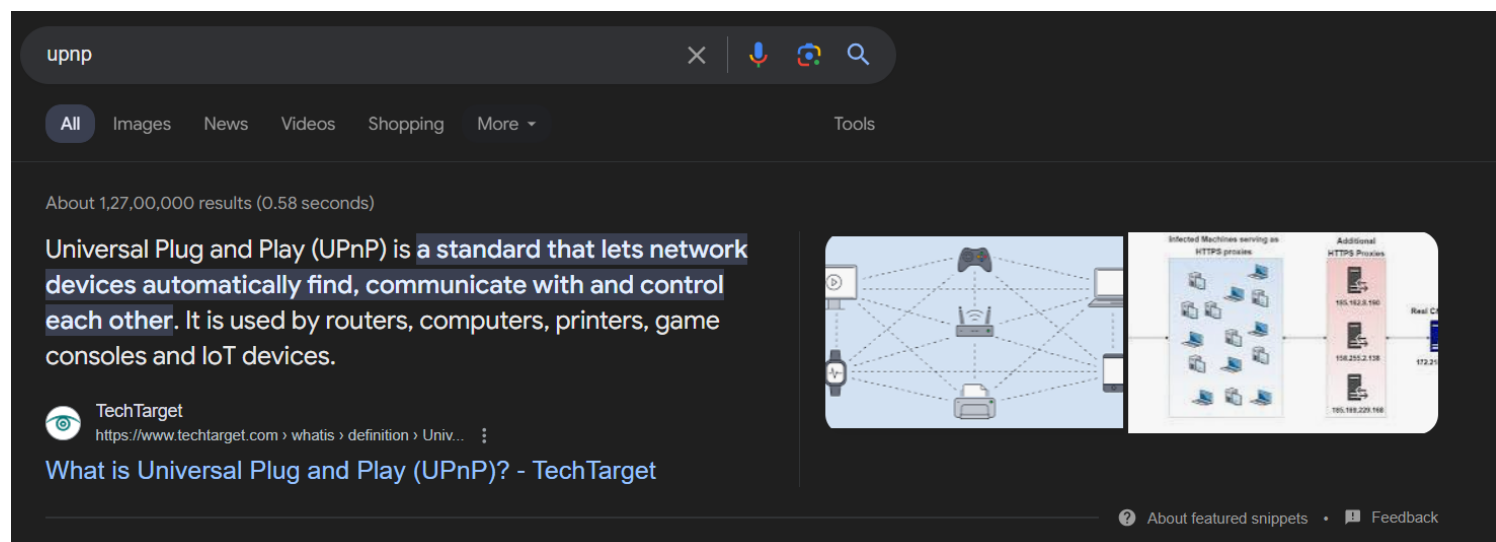 upnp
All Images News Videos Shopping More Tools
About 1,27,00,000 results (0.58 seconds)
Universal Plug and Play (UPnP) is a standard that lets network
devices automatically find, communicate with and control
each other. It is used by routers, computers, printers, game
consoles and IoT devices.
TechTarget
https://www.techtarget.com › whatis › definition › Univ...
What is Universal Plug and Play (UPnP)? - TechTarget
Infected Machines serving as
HTTPS proxies
Additional
HTTPS Proxies
Real C
About featured snippets • Feedback